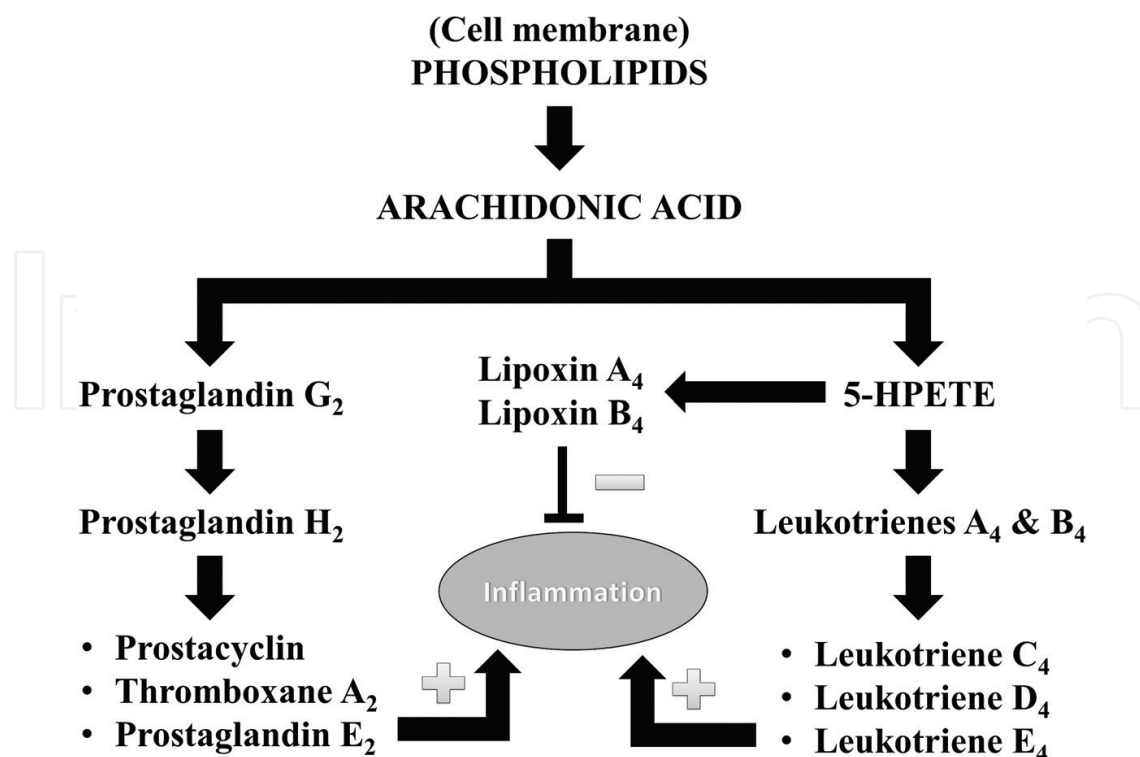 (Cell membrane)
PHOSPHOLIPIDS
ARACHIDONIC ACID
Prostaglandin G₂
Lipoxin A₄
Lipoxin B₄
5-HPETE
Prostaglandin H₂
Leukotrienes A₄ & B₄
Inflammation
• Prostacyclin
• Thromboxane A₂
• Prostaglandin E₂
• Leukotriene C₄
• Leukotriene D₄
• Leukotriene E₄